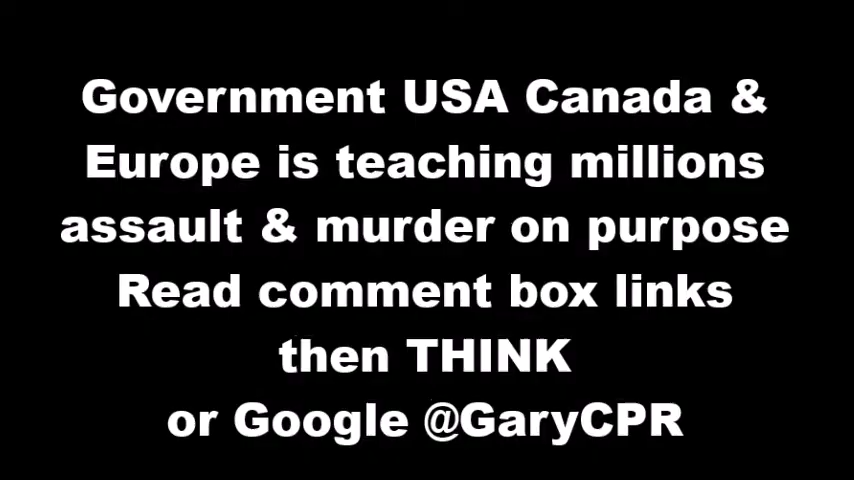 Government USA Canada &
Europe is teaching millions
assault & murder on purpose
Read comment box links
then THINK
or Google @GaryCPR